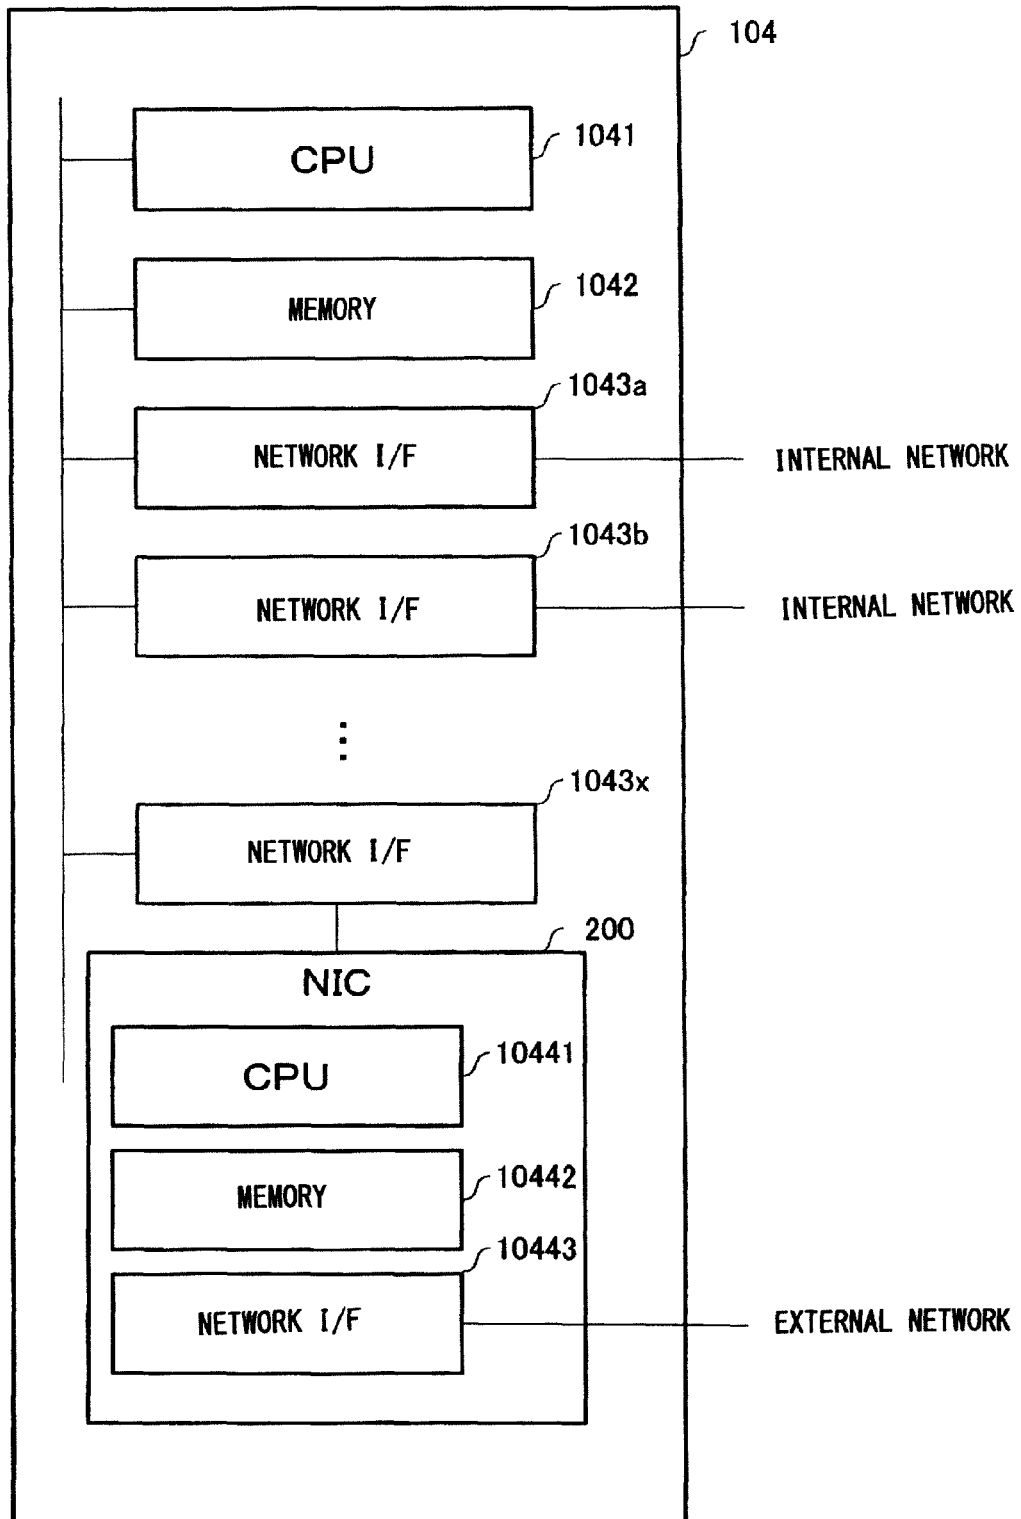 104
1041
CPU
1042
MEMORY
1043a
NETWORK I/F
INTERNAL NETWORK
1043b
NETWORK I/F
INTERNAL NETWORK
⋮
1043x
NETWORK I/F
200
NIC
10441
CPU
10442
MEMORY
10443
NETWORK I/F
EXTERNAL NETWORK